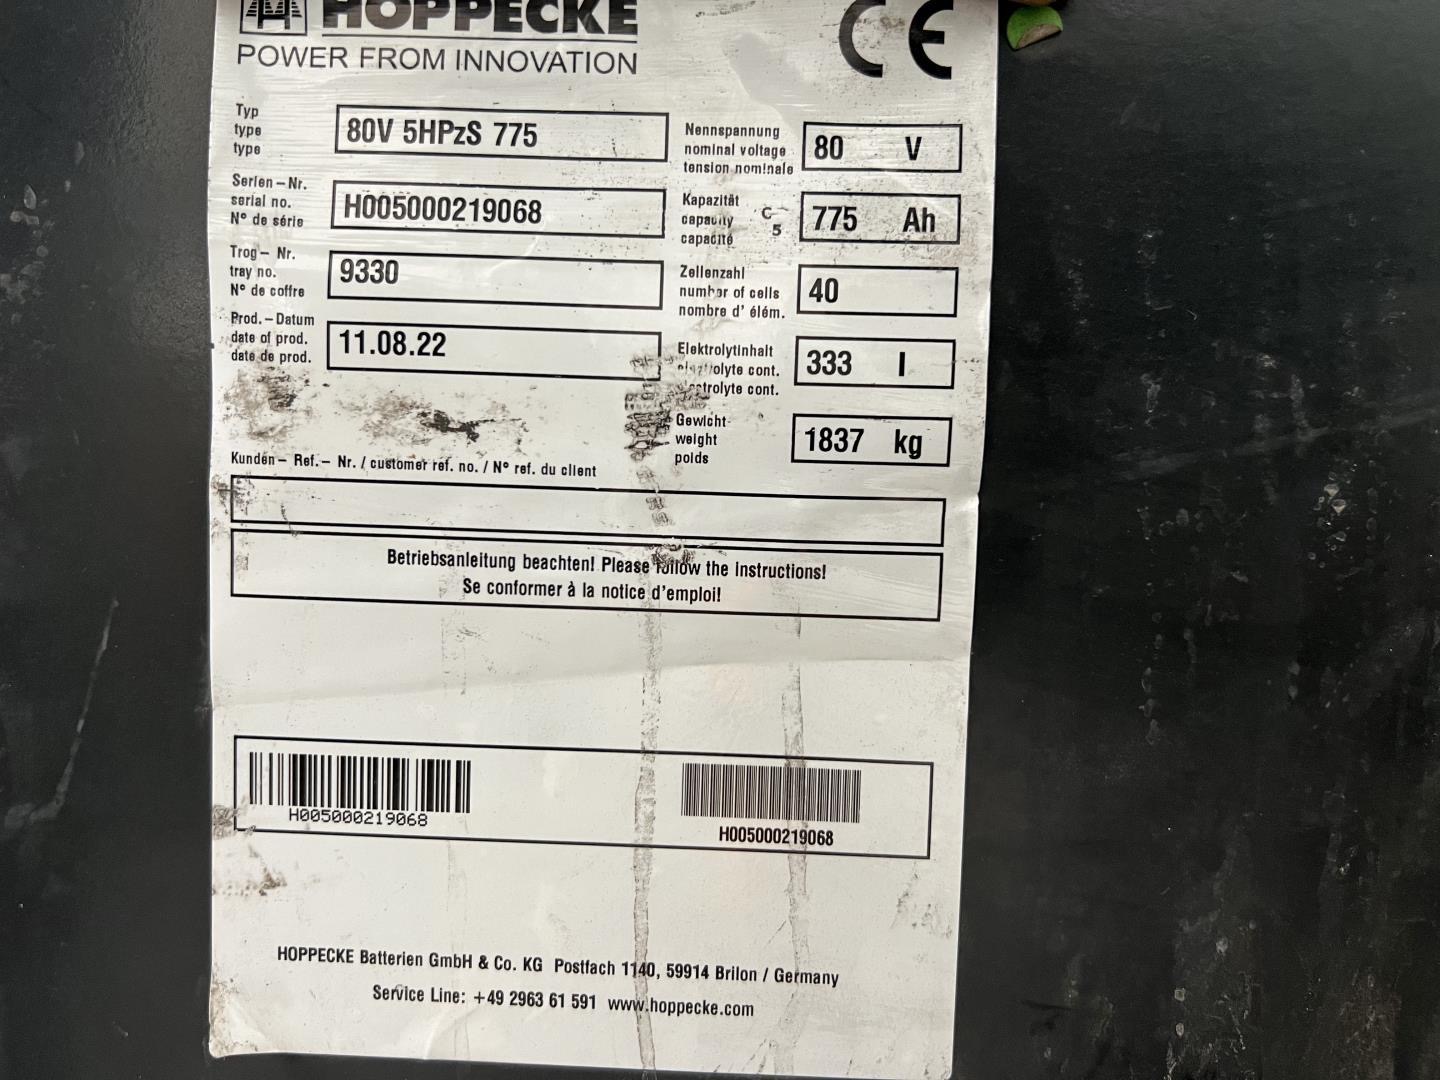 HOPPECKE
POWER FROM INNOVATION
CE
Typ
type
type
80V 5HPzS 775
Serien-Nr.
serial no.
N° de série
H005000219068
Trog- Nr.
tray no.
N° de coffre
9330
Prod.-Datum
date of prod.
date de prod.
11.08.22
Nennspannung
nominal voltage
tension nominale
80 V
Kapazität
capacity C5
capacité
775 Ah
Zellenzahl
number of cells
nombre d' élém.
40
Elektrolytinhalt
electrolyte cont.
electrolyte cont.
333 l
Gewicht
weight
poids
1837 kg
Kunden- Ref.- Nr. / customer ref. no. / N° ref. du client
Betriebsanleitung beachten! Please follow the instructions!
Se conformer à la notice d'emploi!
H005000219068
H005000219068
HOPPECKE Batterien GmbH & Co. KG Postfach 1140, 59914 Brilon / Germany
Service Line: +49 2963 61 591 www.hoppecke.com